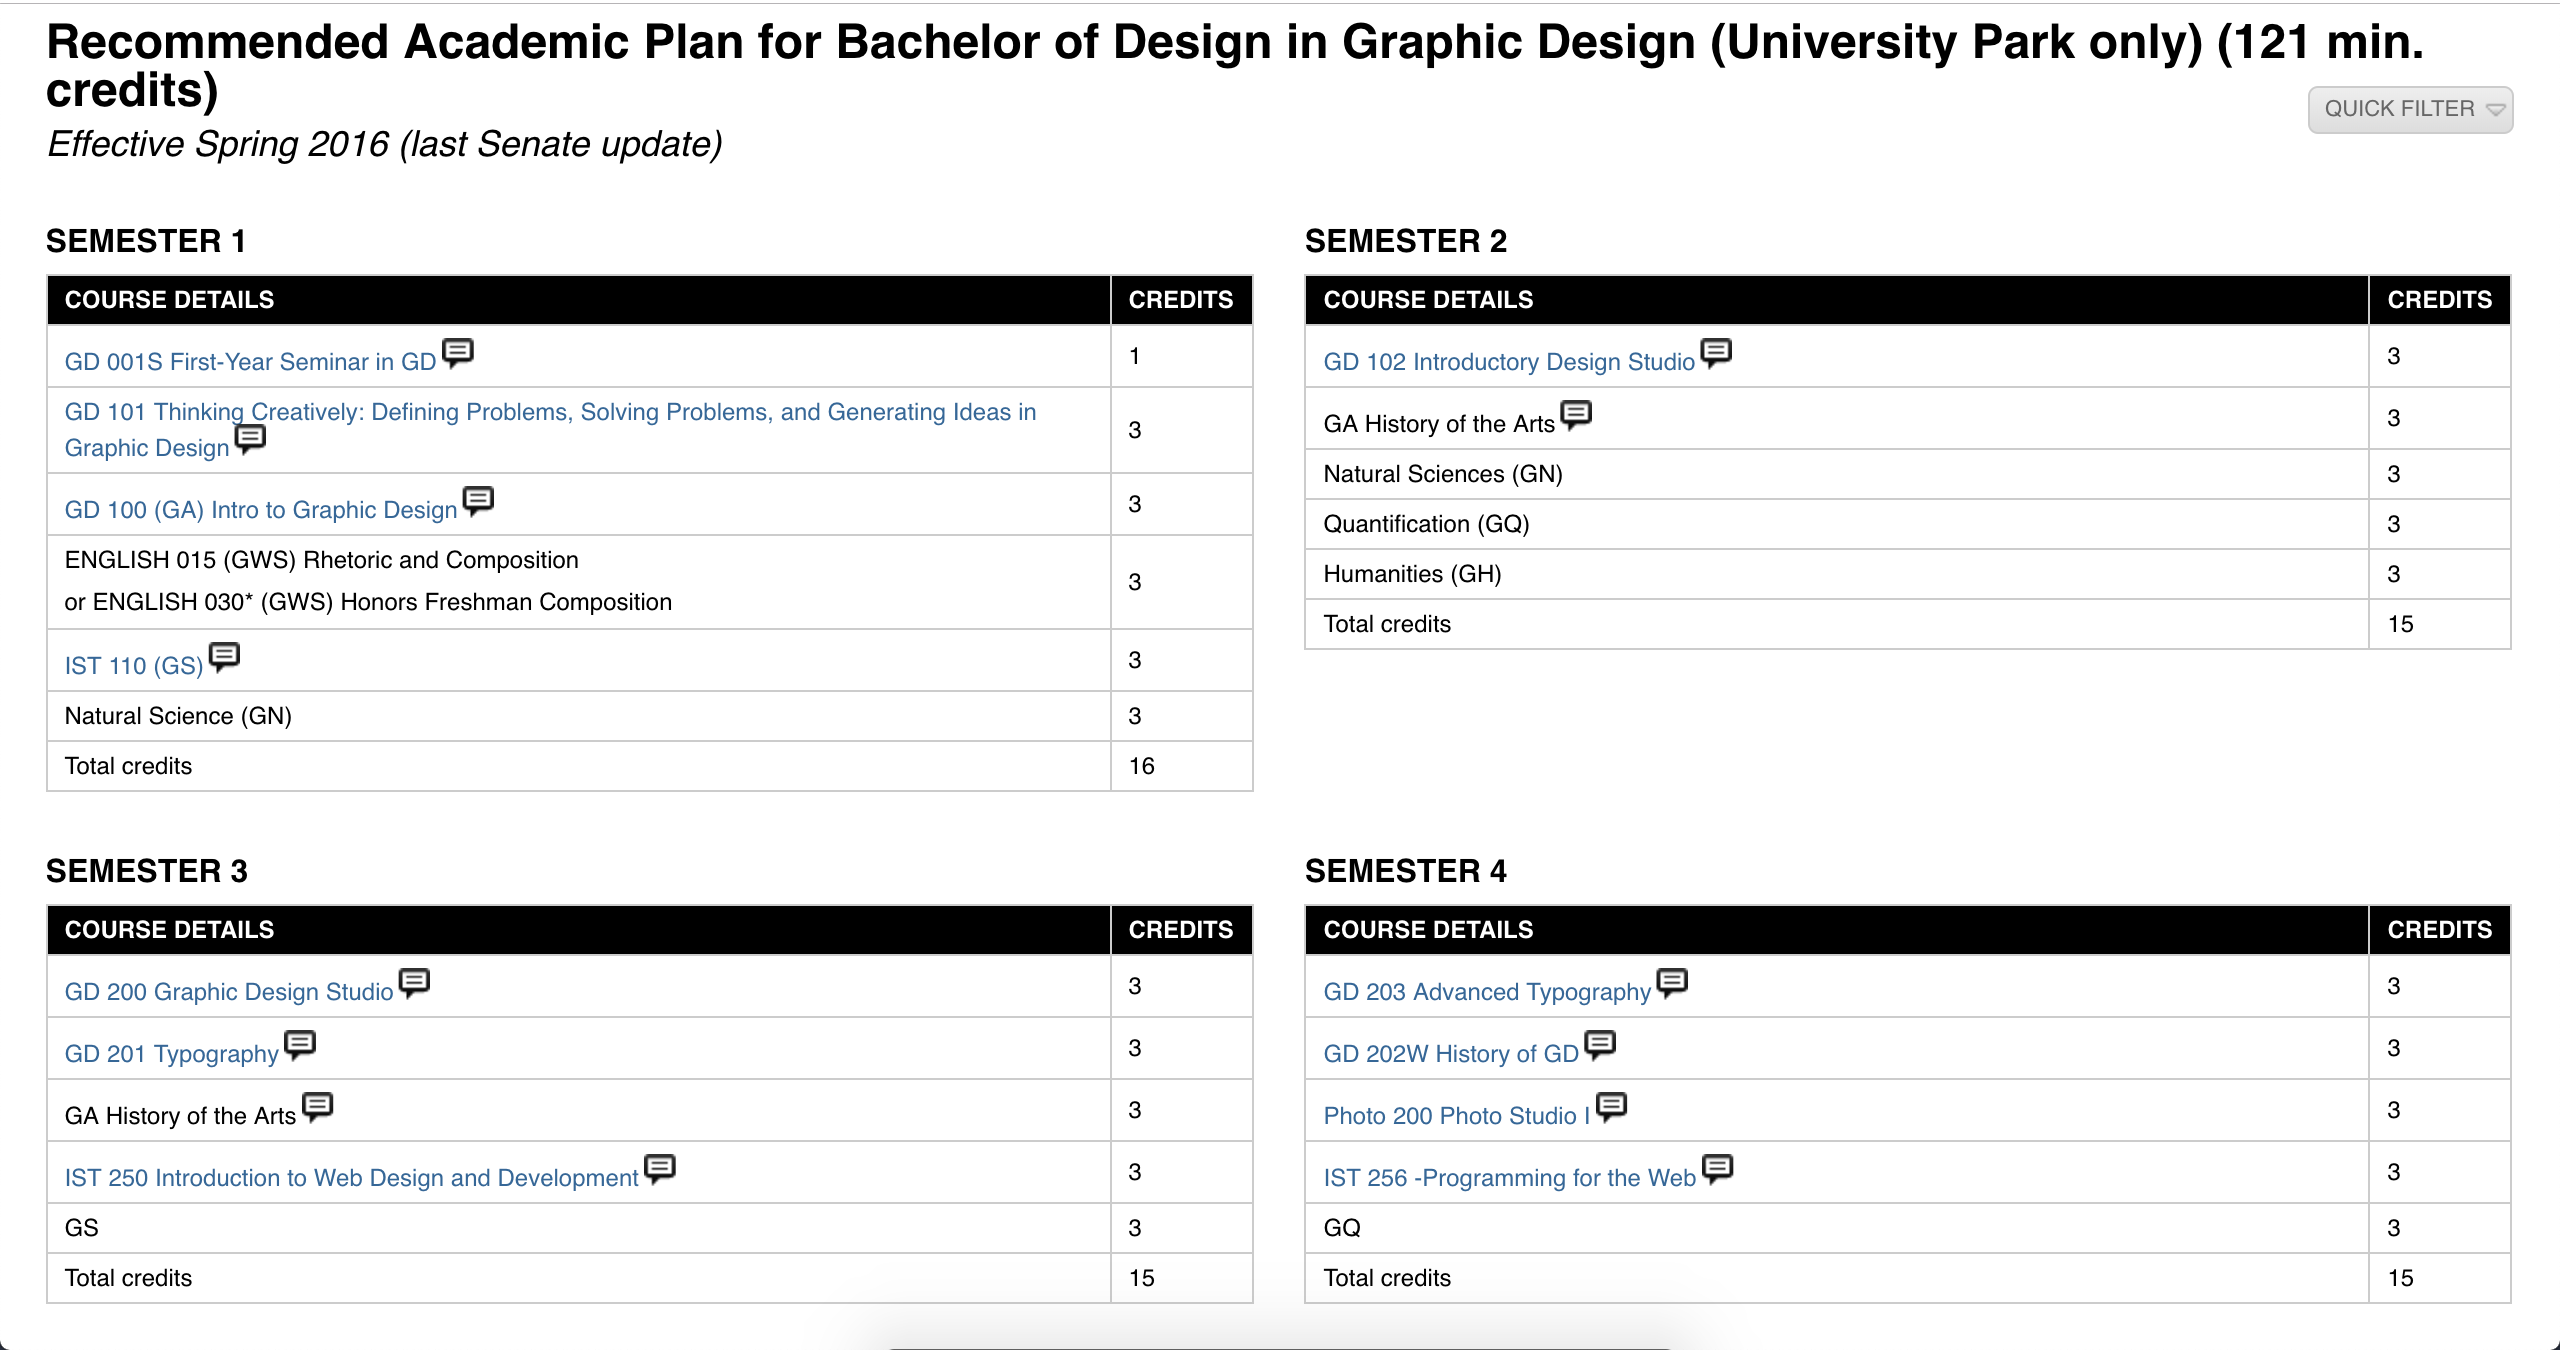 Recommended Academic Plan for Bachelor of Design in Graphic Design (University Park only) (121 min.
credits)
QUICK FILTER
Effective Spring 2016 (last Senate update)
SEMESTER 1
COURSE DETAILS CREDITS
GD 001S First-Year Seminar in GD 1
GD 101 Thinking Creatively: Defining Problems, Solving Problems, and Generating Ideas in
Graphic Design 3
GD 100 (GA) Intro to Graphic Design 3
ENGLISH 015 (GWS) Rhetoric and Composition
or ENGLISH 030* (GWS) Honors Freshman Composition 3
IST 110 (GS) 3
Natural Science (GN) 3
Total credits 16
SEMESTER 2
COURSE DETAILS CREDITS
GD 102 Introductory Design Studio 3
GA History of the Arts 3
Natural Sciences (GN) 3
Quantification (GQ) 3
Humanities (GH) 3
Total credits 15
SEMESTER 3
COURSE DETAILS CREDITS
GD 200 Graphic Design Studio 3
GD 201 Typography 3
GA History of the Arts 3
IST 250 Introduction to Web Design and Development 3
GS 3
Total credits 15
SEMESTER 4
COURSE DETAILS CREDITS
GD 203 Advanced Typography 3
GD 202W History of GD 3
Photo 200 Photo Studio I 3
IST 256 -Programming for the Web 3
GQ 3
Total credits 15